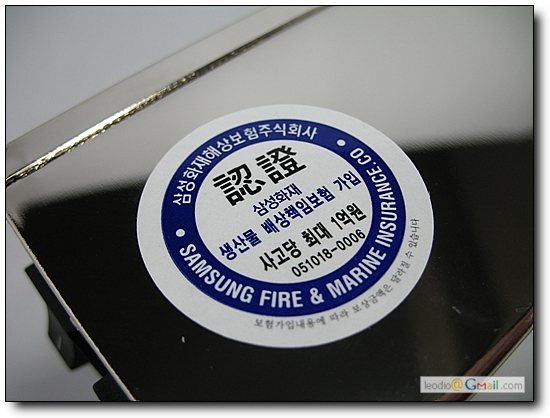 삼성화재해상보험주식회사
認證
삼성화재
생산물 배상책임보험 가입
사고당 최대 1억원
051018-0006
SAMSUNG FIRE & MARINE INSURANCE.CO
보험가입내용에 따라 보상금액은 달라질 수 있습니다
leodio@Gmail.com